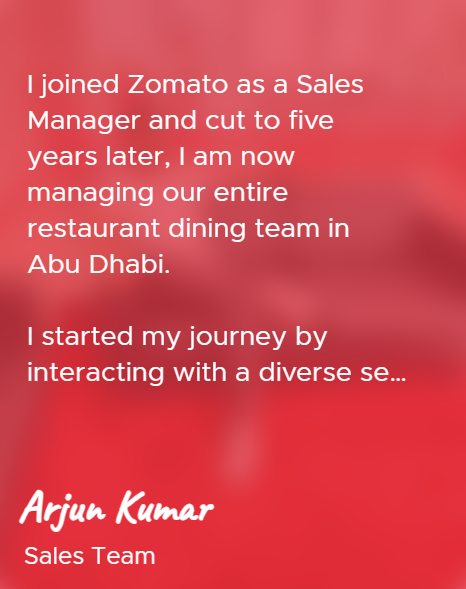 I joined Zomato as a Sales
Manager and cut to five
years later, I am now
managing our entire
restaurant dining team in
Abu Dhabi.
I started my journey by
interacting with a diverse se...
Arjun Kumar
Sales Team